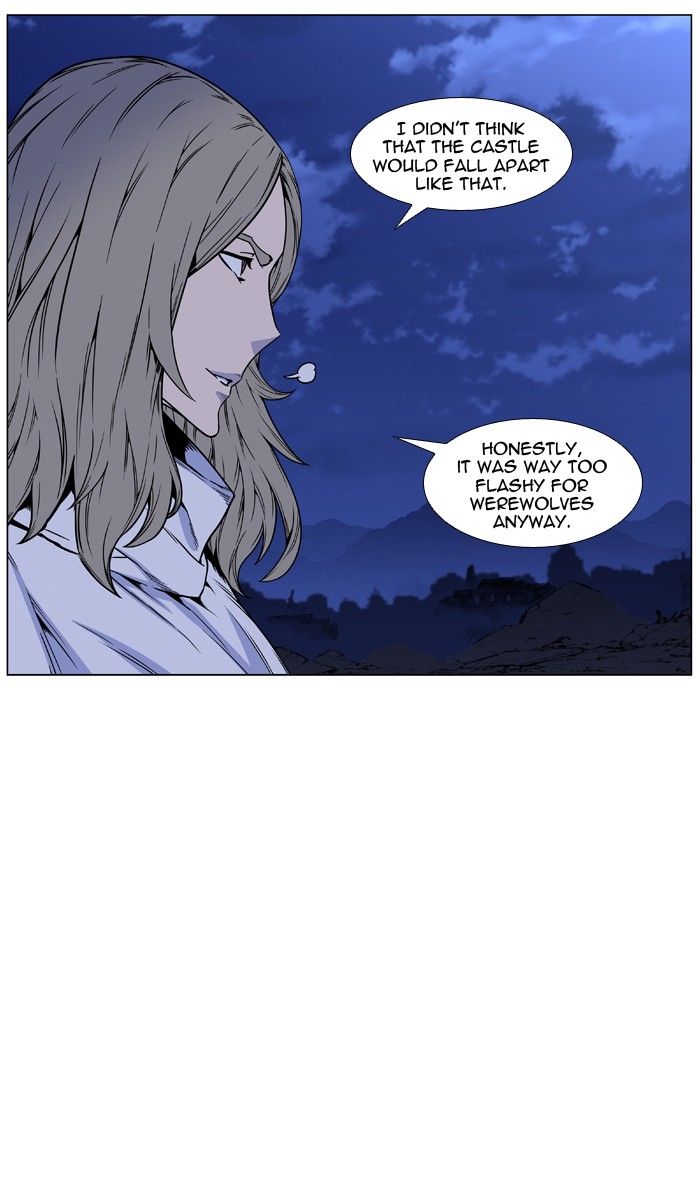 I DIDN'T THINK
THAT THE CASTLE
WOULD FALL APART
LIKE THAT.
HONESTLY,
IT WAS WAY TOO
FLASHY FOR
WEREWOLVES
ANYWAY.